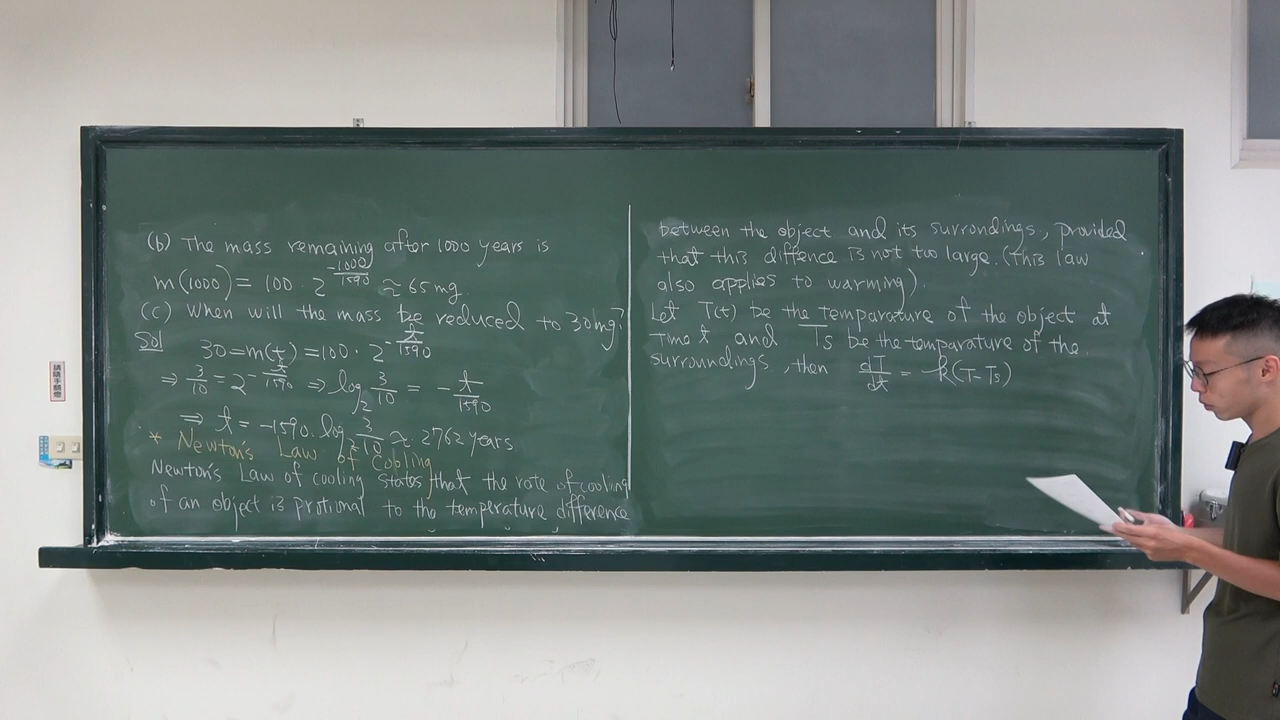 (b) The mass remaining after 1000 years is
m(1000) = 100 · 2^(-1000/1590) ≈ 65 mg.
(c) When will the mass be reduced to 30mg?
Sol 30 = m(t) = 100 · 2^(-t/1590)
⇒ 3/10 = 2^(-t/1590) ⇒ log₂ 3/10 = - t/1590
⇒ t = -1590 · log₂ 3/10 ≈ 2762 years
* Newton's Law of Cooling
Newton's Law of cooling states that the rate of cooling
of an object is protional to the temperature difference
between the object and its surrondings, provided
that this diffence is not too large. (This law
also applies to warming).
Let T(t) be the temparature of the object at
time t and Ts be the temparature of the
surroundings, then dT/dt = k(T-Ts)